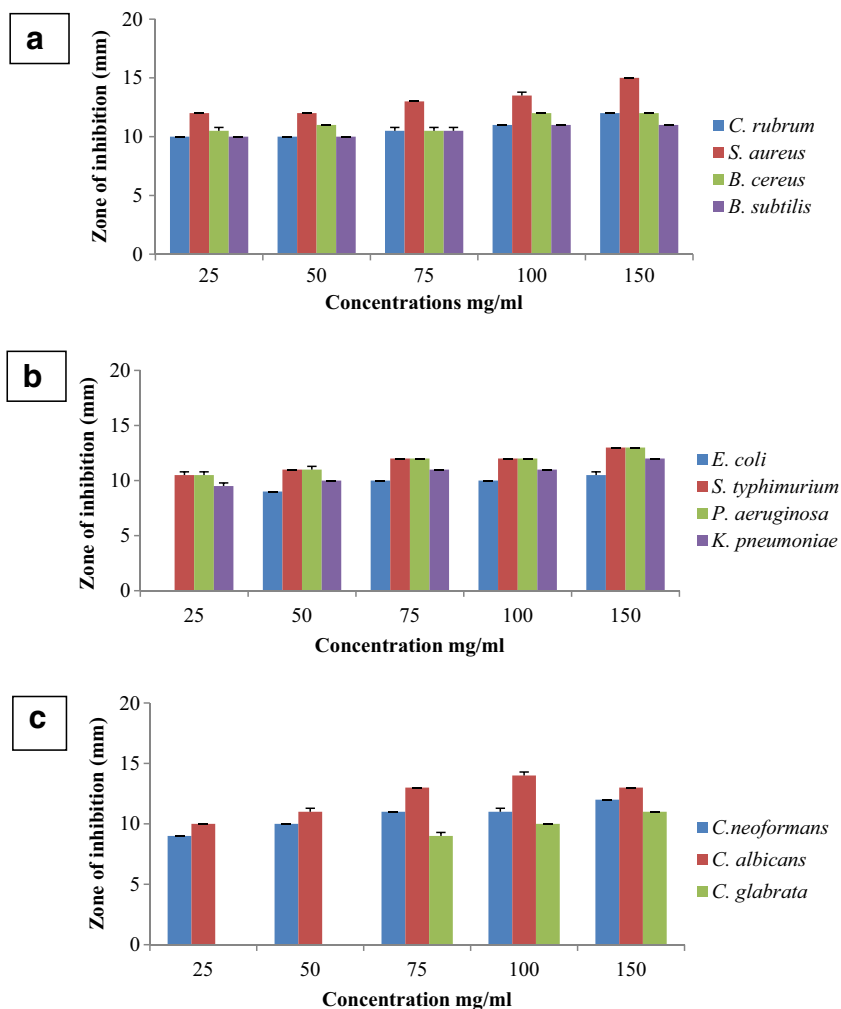 a
Zone of inhibition (mm)
20
15
10
5
0
25 50 75 100 150
Concentrations mg/ml
C. rubrum
S. aureus
B. cereus
B. subtilis
b
Zone of inhibition (mm)
20
15
10
5
0
25 50 75 100 150
Concentration mg/ml
E. coli
S. typhimurium
P. aeruginosa
K. pneumoniae
c
Zone of inhibition (mm)
20
15
10
5
0
25 50 75 100 150
Concentration mg/ml
C.neoformans
C. albicans
C. glabrata